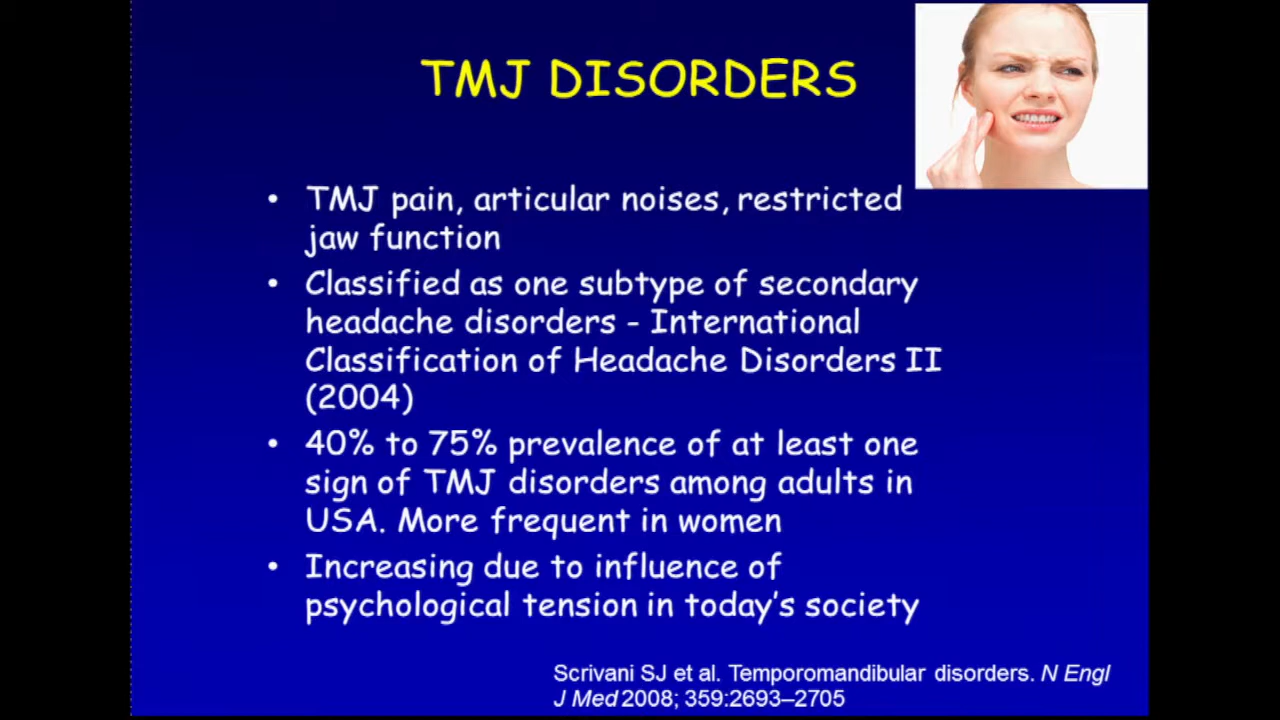 TMJ DISORDERS
• TMJ pain, articular noises, restricted
jaw function
• Classified as one subtype of secondary
headache disorders - International
Classification of Headache Disorders II
(2004)
• 40% to 75% prevalence of at least one
sign of TMJ disorders among adults in
USA. More frequent in women
• Increasing due to influence of
psychological tension in today's society
Scrivani SJ et al. Temporomandibular disorders. N Engl
J Med 2008; 359:2693–2705